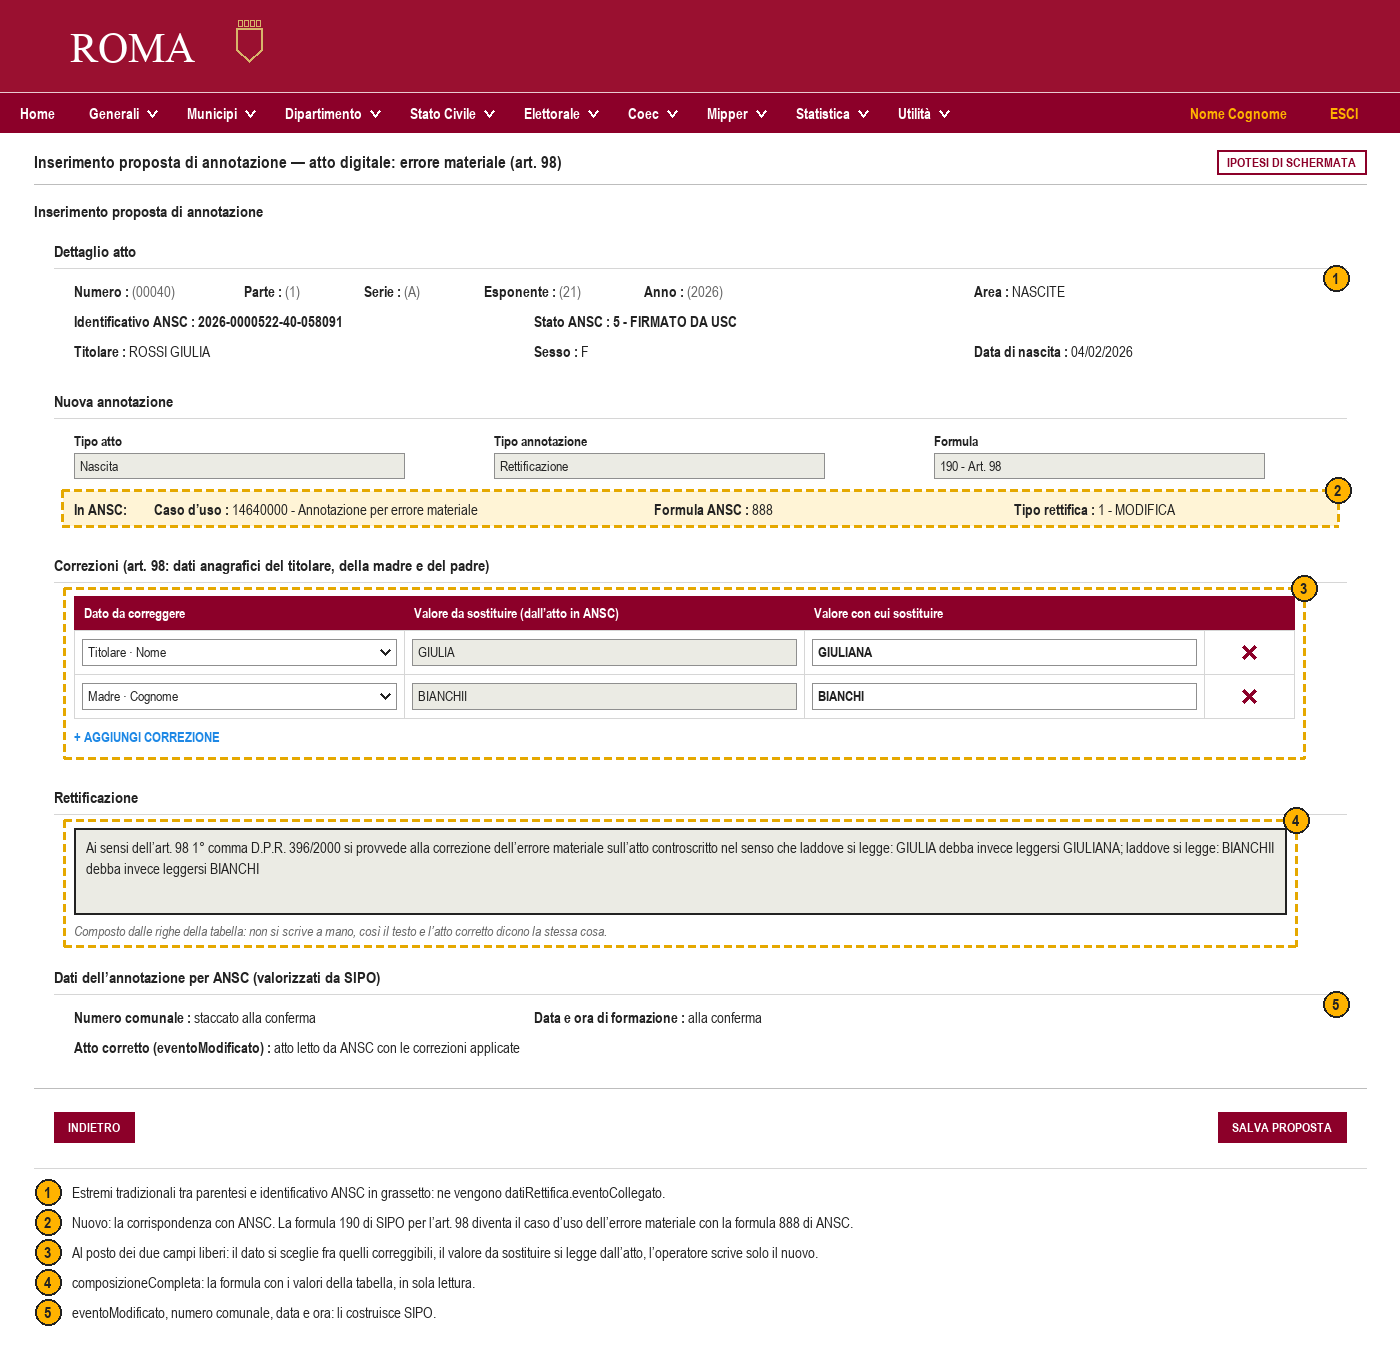 ROMA
Home Generali Municipi Dipartimento Stato Civile Elettorale Coec Mipper Statistica Utilità Nome Cognome ESCI
Inserimento proposta di annotazione — atto digitale: errore materiale (art. 98) IPOTESI DI SCHERMATA
Inserimento proposta di annotazione
Dettaglio atto
1
Numero : (00040) Parte : (1) Serie : (A) Esponente : (21) Anno : (2026) Area : NASCITE
Identificativo ANSC : 2026-0000522-40-058091 Stato ANSC : 5 - FIRMATO DA USC
Titolare : ROSSI GIULIA Sesso : F Data di nascita : 04/02/2026
Nuova annotazione
Tipo atto Tipo annotazione Formula
Nascita Rettificazione 190 - Art. 98
2
In ANSC: Caso d’uso : 14640000 - Annotazione per errore materiale Formula ANSC : 888 Tipo rettifica : 1 - MODIFICA
Correzioni (art. 98: dati anagrafici del titolare, della madre e del padre)
3
Dato da correggere Valore da sostituire (dall’atto in ANSC) Valore con cui sostituire
Titolare · Nome GIULIA GIULIANA
Madre · Cognome BIANCHII BIANCHI
+ AGGIUNGI CORREZIONE
Rettificazione
4
Ai sensi dell’art. 98 1° comma D.P.R. 396/2000 si provvede alla correzione dell’errore materiale sull’atto controscritto nel senso che laddove si legge: GIULIA debba invece leggersi GIULIANA; laddove si legge: BIANCHII
debba invece leggersi BIANCHI
Composto dalle righe della tabella: non si scrive a mano, così il testo e l’atto corretto dicono la stessa cosa.
Dati dell’annotazione per ANSC (valorizzati da SIPO)
5
Numero comunale : staccato alla conferma Data e ora di formazione : alla conferma
Atto corretto (eventoModificato) : atto letto da ANSC con le correzioni applicate
INDIETRO SALVA PROPOSTA
1 Estremi tradizionali tra parentesi e identificativo ANSC in grassetto: ne vengono datiRettifica.eventoCollegato.
2 Nuovo: la corrispondenza con ANSC. La formula 190 di SIPO per l’art. 98 diventa il caso d’uso dell’errore materiale con la formula 888 di ANSC.
3 Al posto dei due campi liberi: il dato si sceglie fra quelli correggibili, il valore da sostituire si legge dall’atto, l’operatore scrive solo il nuovo.
4 composizioneCompleta: la formula con i valori della tabella, in sola lettura.
5 eventoModificato, numero comunale, data e ora: li costruisce SIPO.